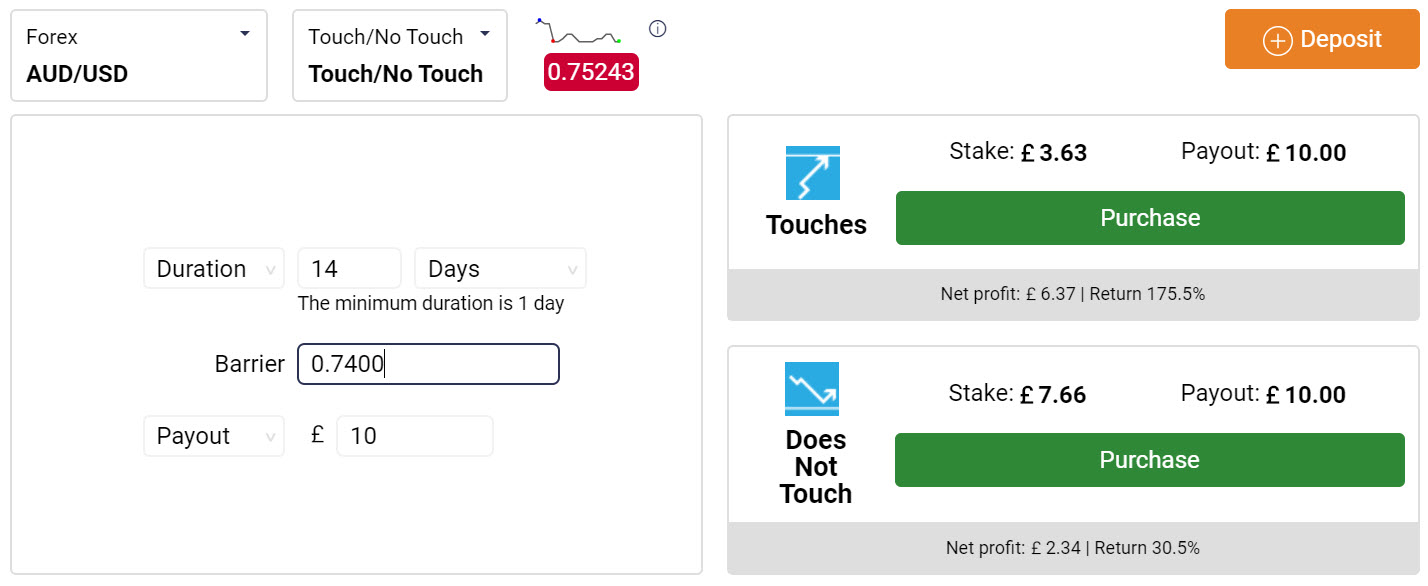 Forex
AUD/USD
Touch/No Touch
Touch/No Touch
0.75243
Deposit
Duration 14 Days
The minimum duration is 1 day
Barrier 0.7400
Payout £ 10
Touches
Stake: £ 3.63 Payout: £ 10.00
Purchase
Net profit: £ 6.37 | Return 175.5%
Does
Not
Touch
Stake: £ 7.66 Payout: £ 10.00
Purchase
Net profit: £ 2.34 | Return 30.5%